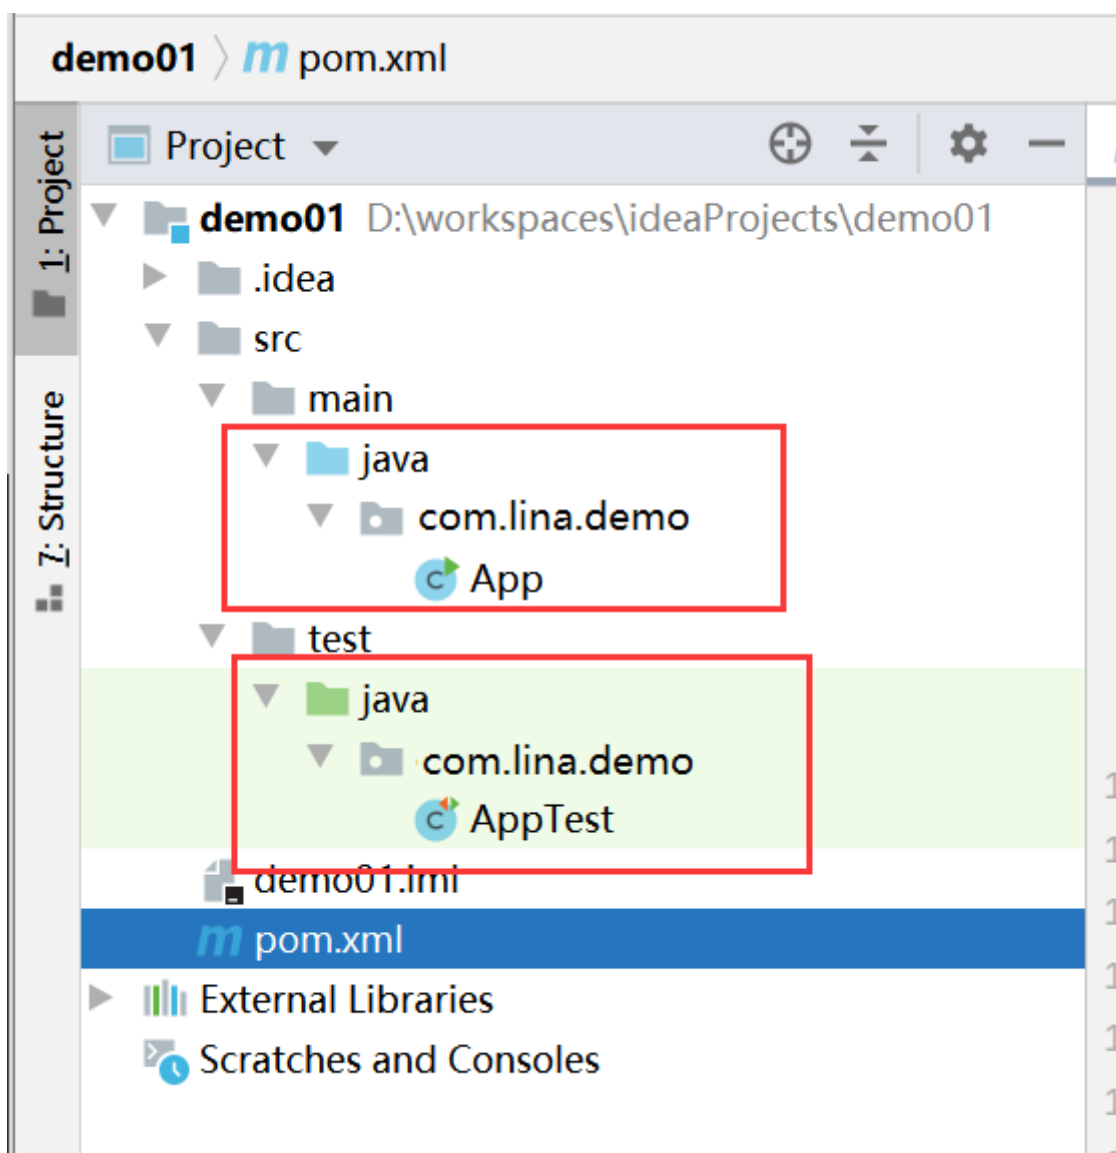 demo01 pom.xml
1: Project
7: Structure
Project
demo01 D:\workspaces\ideaProjects\demo01
.idea
src
main
java
com.lina.demo
App
test
java
com.lina.demo
AppTest
demo01.iml
pom.xml
External Libraries
Scratches and Consoles